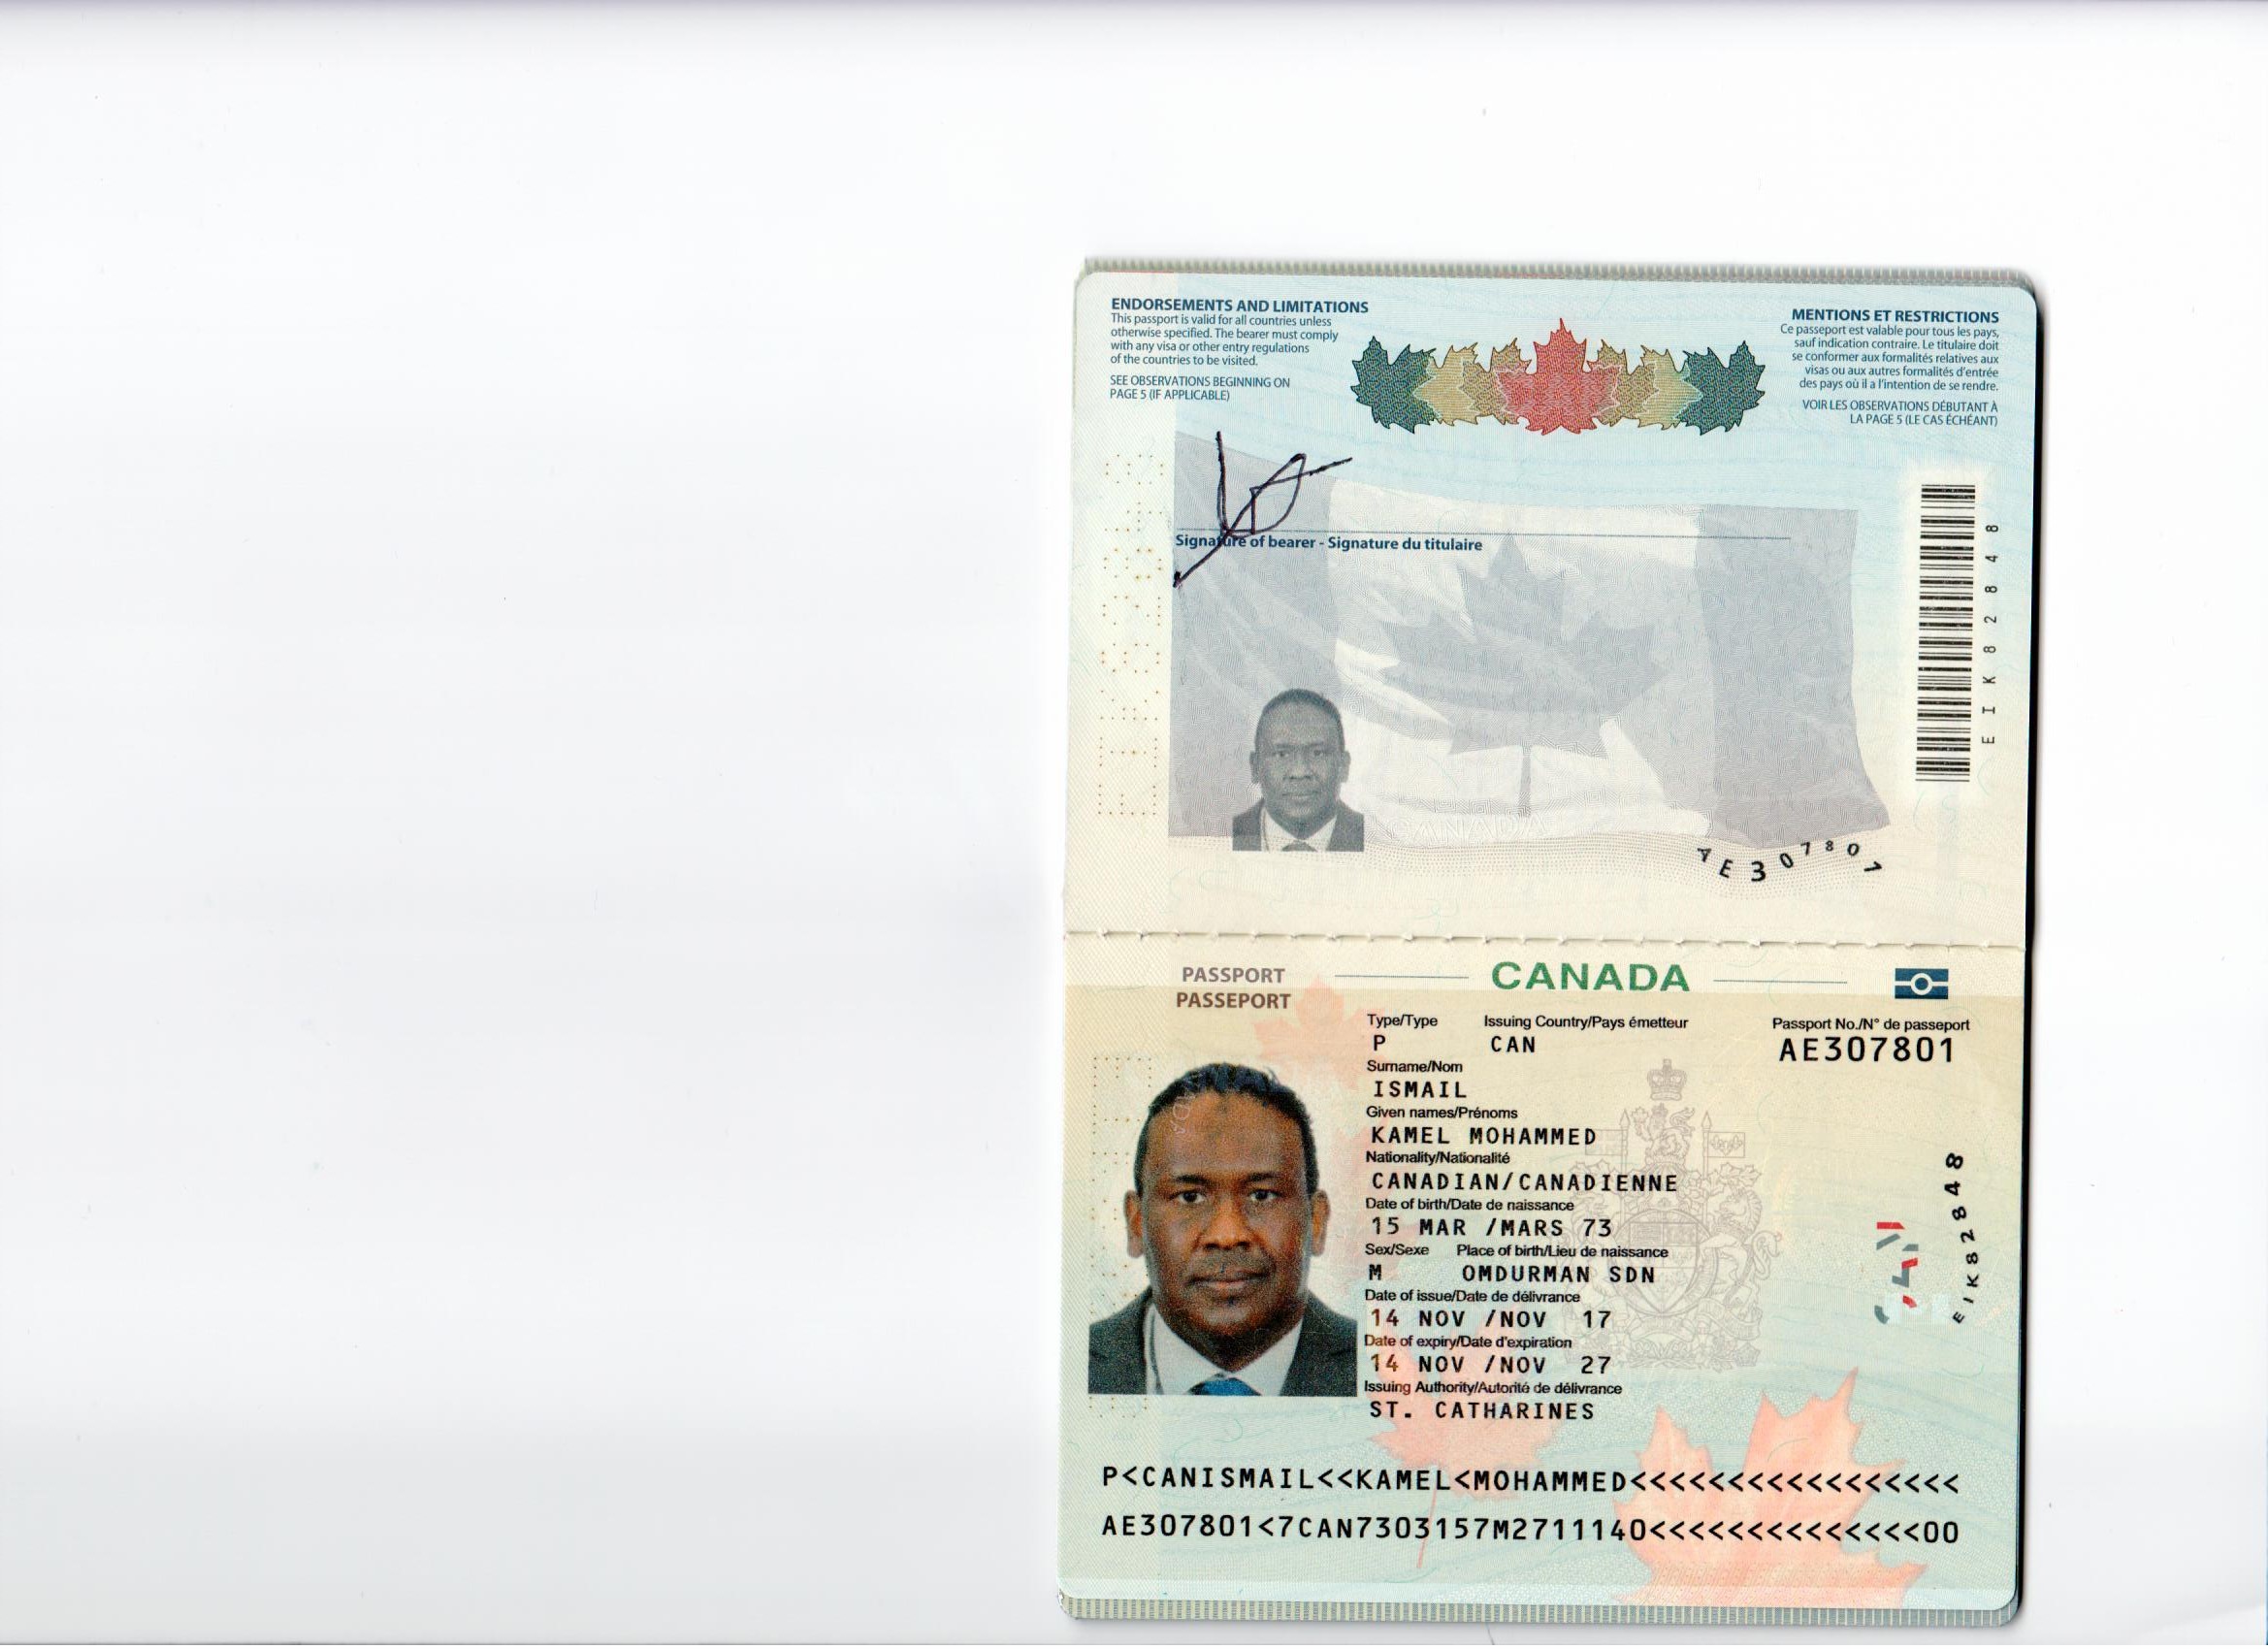 ENDORSEMENTS AND LIMITATIONS
This passport is valid for all countries unless
otherwise specified. The bearer must comply
with any visa or other entry regulations
of the countries to be visited.
SEE OBSERVATIONS BEGINNING ON
PAGE 5 (IF APPLICABLE)
MENTIONS ET RESTRICTIONS
Ce passeport est valable pour tous les pays,
sauf indication contraire. Le titulaire doit
se conformer aux formalités relatives aux
visas ou aux autres formalités d'entrée
des pays où il a l'intention de se rendre.
VOIR LES OBSERVATIONS DÉBUTANT À
LA PAGE 5 (LE CAS ÉCHÉANT)
Signature of bearer - Signature du titulaire
EIK82848
CANADA
AE307801
PASSPORT
PASSEPORT
CANADA
Type/Type Issuing Country/Pays émetteur Passport No./N° de passeport
P CAN AE307801
Surname/Nom
ISMAIL
Given names/Prénoms
KAMEL MOHAMMED
Nationality/Nationalité
CANADIAN/CANADIENNE
Date of birth/Date de naissance
15 MAR /MARS 73
Sex/Sexe Place of birth/Lieu de naissance
M OMDURMAN SDN
Date of issue/Date de délivrance
14 NOV /NOV 17
Date of expiry/Date d'expiration
14 NOV /NOV 27
Issuing Authority/Autorité de délivrance
ST. CATHARINES
EIK82848
P<CANISMAIL<<KAMEL<MOHAMMED<<<<<<<<<<<<<<<<<
AE307801<7CAN7303157M2711140<<<<<<<<<<<<<<00